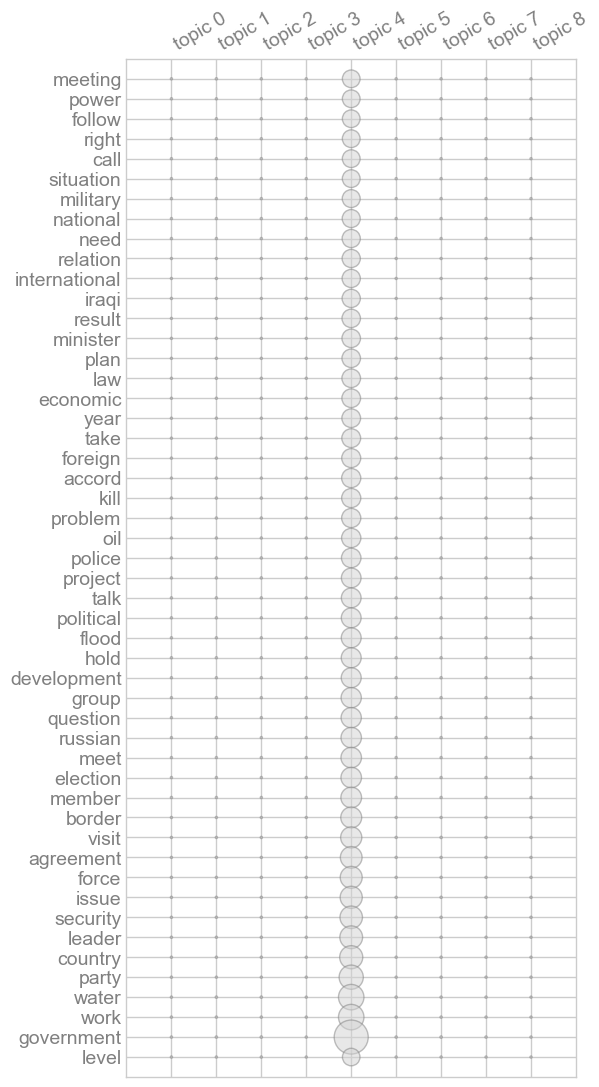 topic 0 topic 1 topic 2 topic 3 topic 4 topic 5 topic 6 topic 7 topic 8
meeting
power
follow
right
call
situation
military
national
need
relation
international
iraqi
result
minister
plan
law
economic
year
take
foreign
accord
kill
problem
oil
police
project
talk
political
flood
hold
development
group
question
russian
meet
election
member
border
visit
agreement
force
issue
security
leader
country
party
water
work
government
level